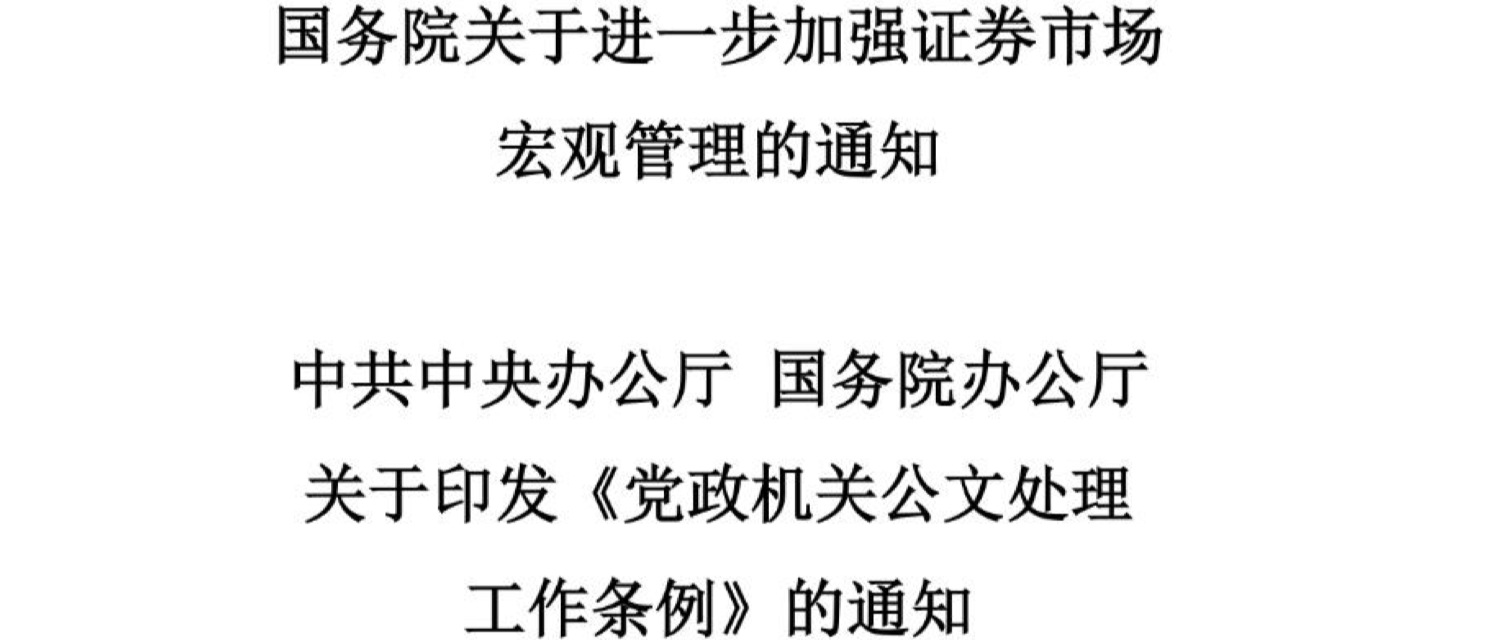 国务院关于进一步加强证券市场
宏观管理的通知
中共中央办公厅 国务院办公厅
关于印发《党政机关公文处理
工作条例》的通知